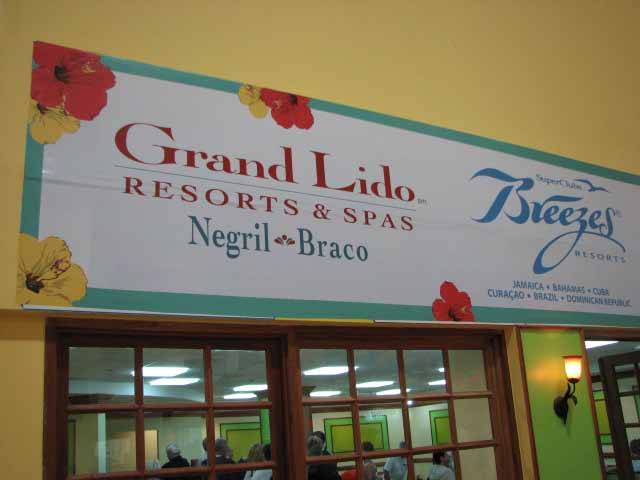 Grand Lido
RESORTS & SPAS
Negril Braco
SuperClubs
Breezes
RESORTS
JAMAICA • BAHAMAS • CUBA
CURAÇAO • BRAZIL • DOMINICAN REPUBLIC